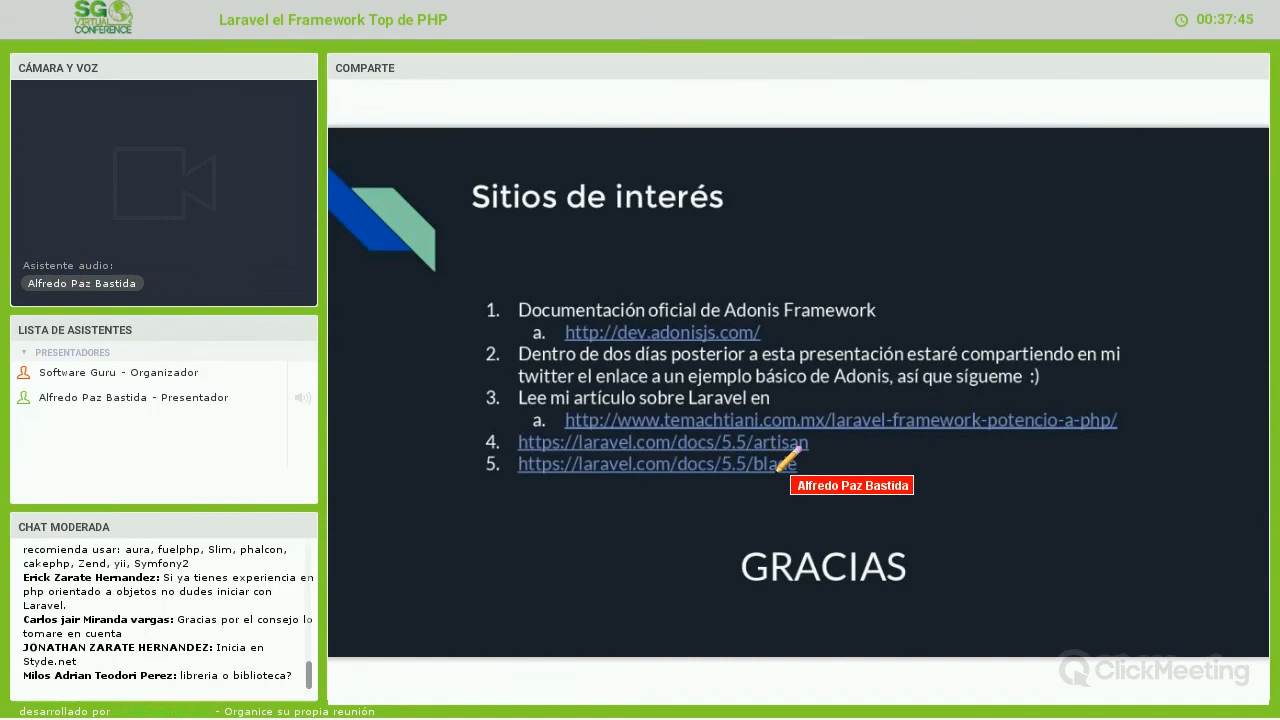 SG
VIRTUAL
CONFERENCE
Laravel el Framework Top de PHP
00:37:45
CÁMARA Y VOZ
Asistente audio:
Alfredo Paz Bastida
LISTA DE ASISTENTES
PRESENTADORES
Software Guru - Organizador
Alfredo Paz Bastida - Presentador
CHAT MODERADA
recomienda usar: aura, fuelphp, Slim, phalcon,
cakephp, Zend, yii, Symfony2
Erick Zarate Hernandez: Si ya tienes experiencia en
php orientado a objetos no dudes iniciar con
Laravel.
Carlos jair Miranda vargas: Gracias por el consejo lo
tomare en cuenta
JONATHAN ZARATE HERNANDEZ: Inicia en
Styde.net
Milos Adrian Teodori Perez: libreria o biblioteca?
COMPARTE
Sitios de interés
1. Documentación oficial de Adonis Framework
a. http://dev.adonisjs.com/
2. Dentro de dos días posterior a esta presentación estaré compartiendo en mi
twitter el enlace a un ejemplo básico de Adonis, así que sígueme :)
3. Lee mi artículo sobre Laravel en
a. http://www.temachtiani.com.mx/laravel-framework-potencio-a-php/
4. https://laravel.com/docs/5.5/artisan
5. https://laravel.com/docs/5.5/blade
Alfredo Paz Bastida
GRACIAS
ClickMeeting
desarrollado por - Organice su propia reunión